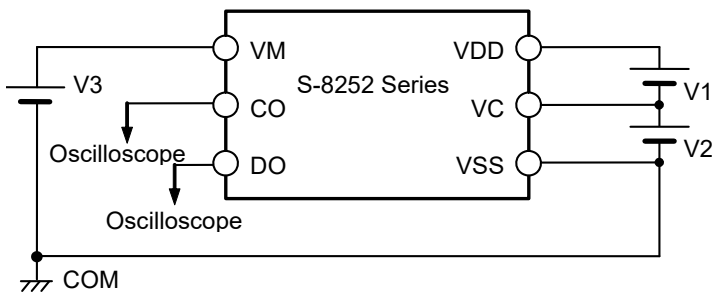 VM
VDD
S-8252 Series
V3
V1
CO
VC
Oscilloscope
V2
DO
VSS
Oscilloscope
COM